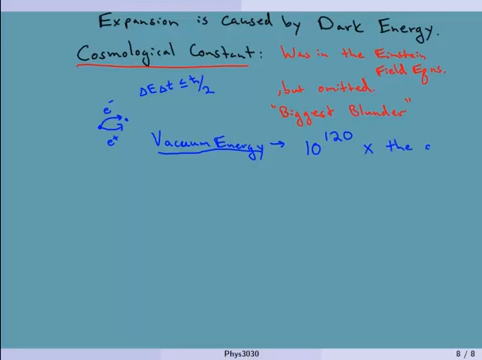 Expansion is caused by Dark Energy.
Cosmological Constant: Was in the Einstein
Field Eqns.
, but omitted.
"Biggest Blunder"
ΔEΔt ≤ ħ/2
e⁻
e⁺
Vacuum Energy → 10¹²⁰ x the
Phys3030
8 / 8